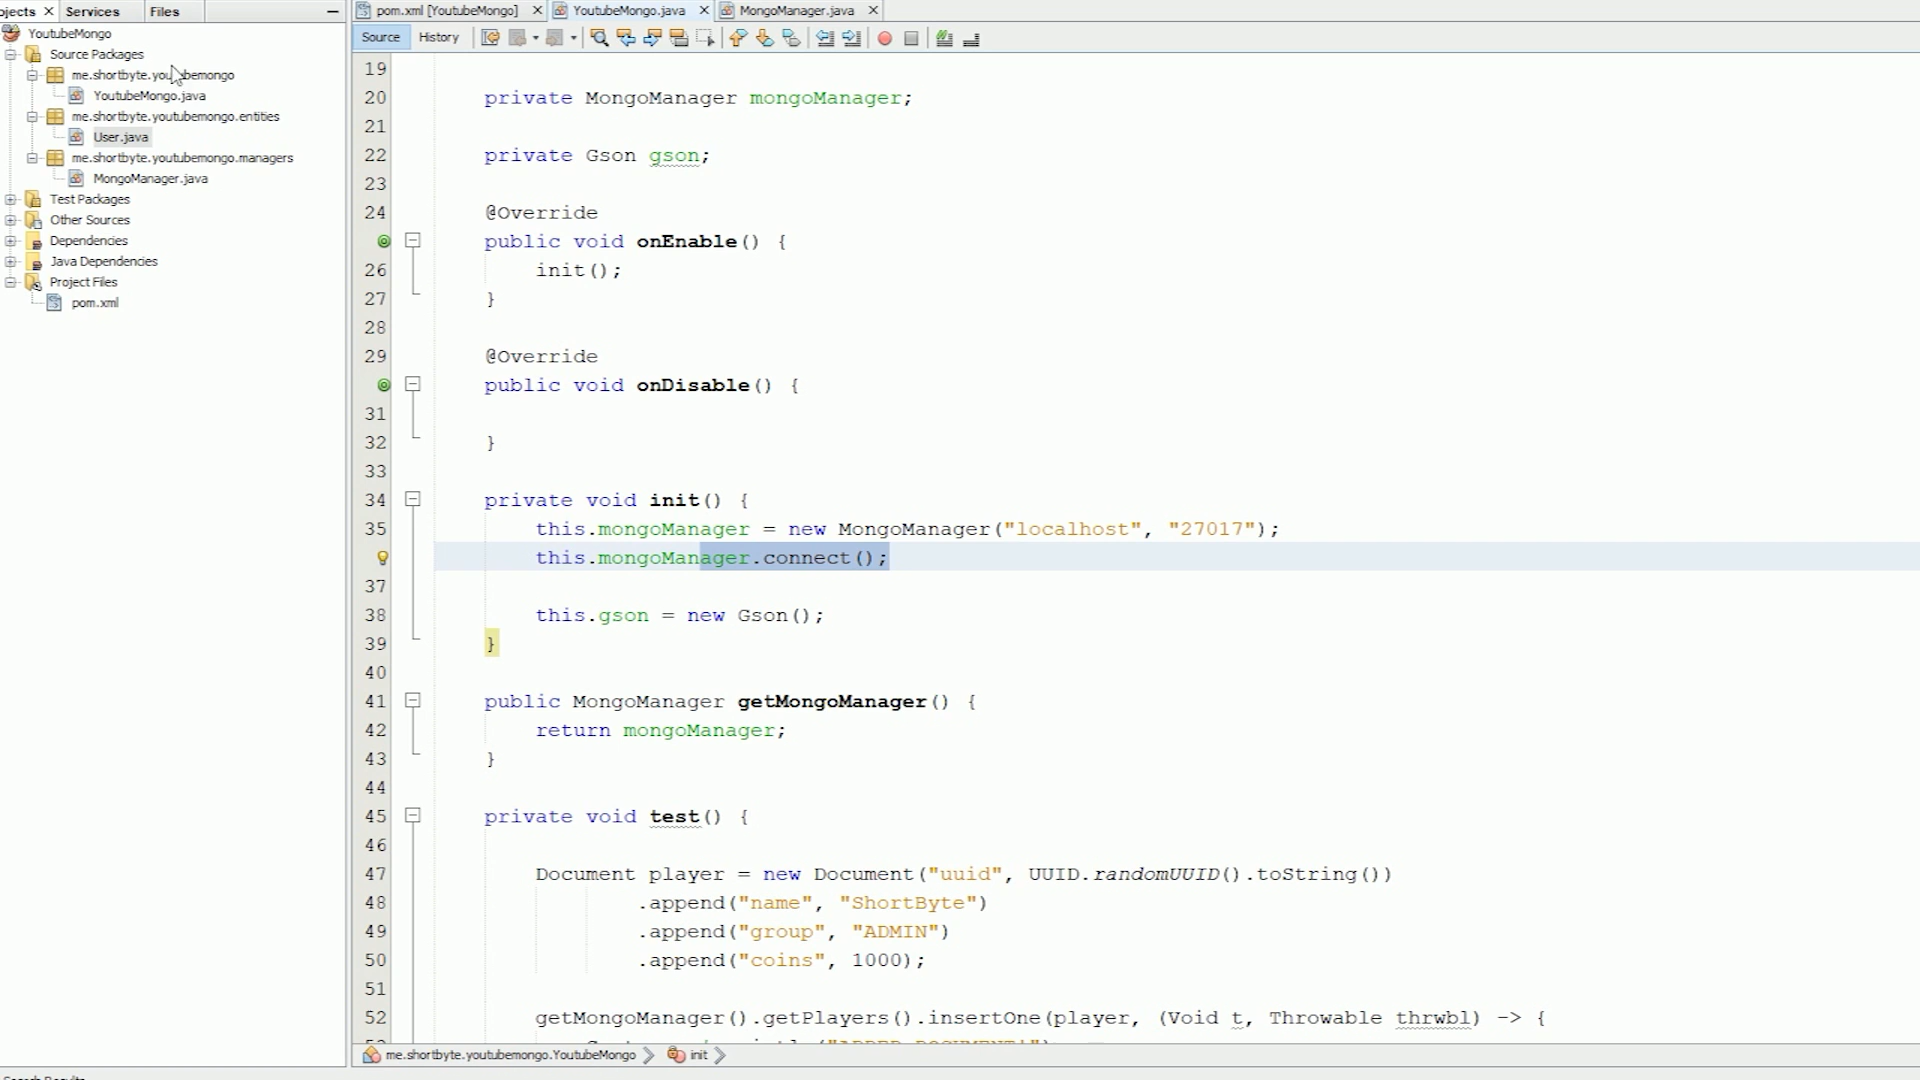 ojects
Services
Files
YoutubeMongo
Source Packages
me.shortbyte.youtubemongo
YoutubeMongo.java
me.shortbyte.youtubemongo.entities
User.java
me.shortbyte.youtubemongo.managers
MongoManager.java
Test Packages
Other Sources
Dependencies
Java Dependencies
Project Files
pom.xml
pom.xml [YoutubeMongo]
YoutubeMongo.java
MongoManager.java
Source History
19
20 private MongoManager mongoManager;
21
22 private Gson gson;
23
24 @Override
public void onEnable() {
26 init();
27 }
28
29 @Override
public void onDisable() {
31
32 }
33
34 private void init() {
35 this.mongoManager = new MongoManager("localhost", "27017");
this.mongoManager.connect();
37
38 this.gson = new Gson();
39 }
40
41 public MongoManager getMongoManager() {
42 return mongoManager;
43 }
44
45 private void test() {
46
47 Document player = new Document("uuid", UUID.randomUUID().toString())
48 .append("name", "ShortByte")
49 .append("group", "ADMIN")
50 .append("coins", 1000);
51
52 getMongoManager().getPlayers().insertOne(player, (Void t, Throwable thrwbl) -> {
me.shortbyte.youtubemongo.YoutubeMongo
init